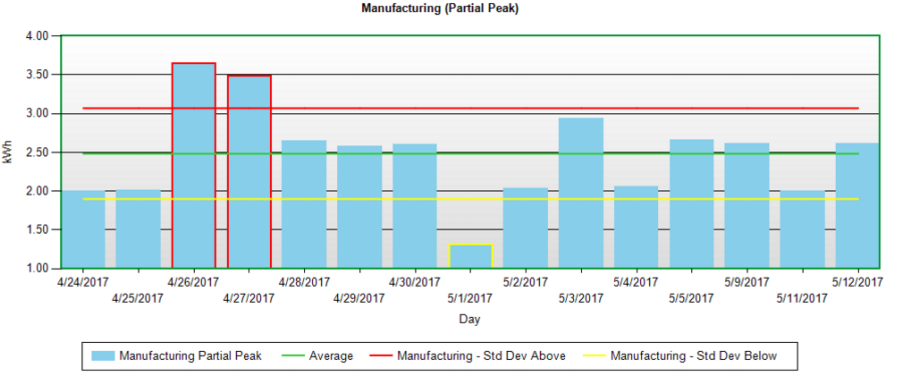 Manufacturing (Partial Peak)
4.00
3.50
3.00
2.50
2.00
1.50
1.00
kWh
4/24/2017 4/26/2017 4/28/2017 4/30/2017 5/2/2017 5/4/2017 5/9/2017 5/12/2017
4/25/2017 4/27/2017 4/29/2017 5/1/2017 5/3/2017 5/5/2017 5/11/2017
Day
Manufacturing Partial Peak Average Manufacturing - Std Dev Above Manufacturing - Std Dev Below